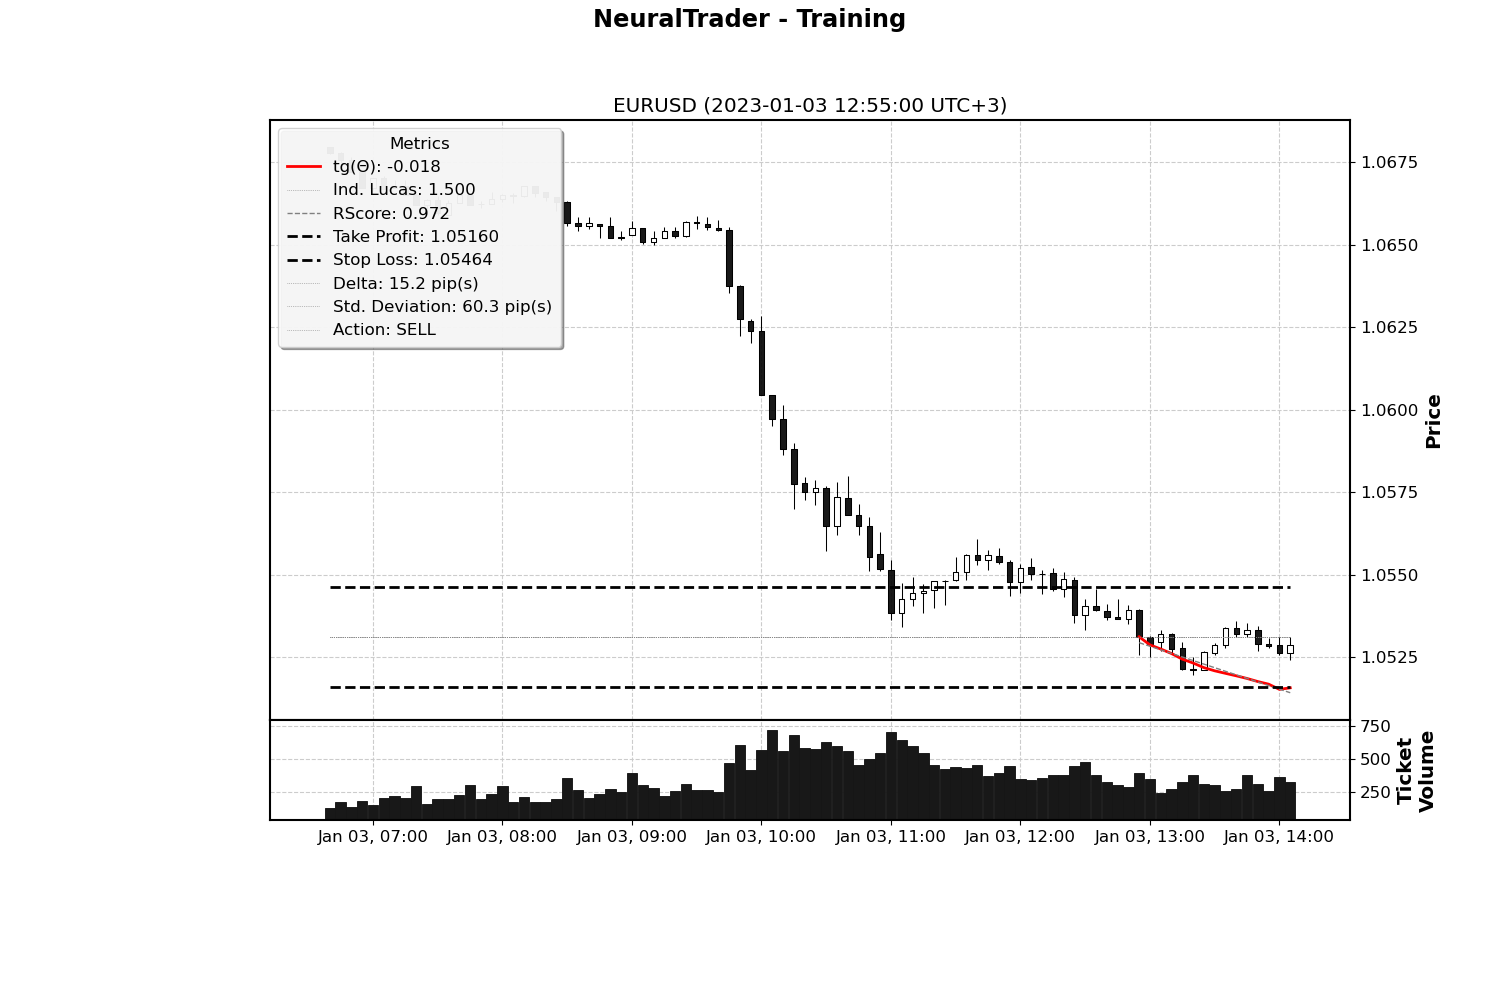 NeuralTrader - Training
EURUSD (2023-01-03 12:55:00 UTC+3)
Metrics
tg(Θ): -0.018
Ind. Lucas: 1.500
RScore: 0.972
Take Profit: 1.05160
Stop Loss: 1.05464
Delta: 15.2 pip(s)
Std. Deviation: 60.3 pip(s)
Action: SELL
1.0675
1.0650
1.0625
1.0600
1.0575
1.0550
1.0525
Price
750
500
250
Ticket
Volume
Jan 03, 07:00
Jan 03, 08:00
Jan 03, 09:00
Jan 03, 10:00
Jan 03, 11:00
Jan 03, 12:00
Jan 03, 13:00
Jan 03, 14:00